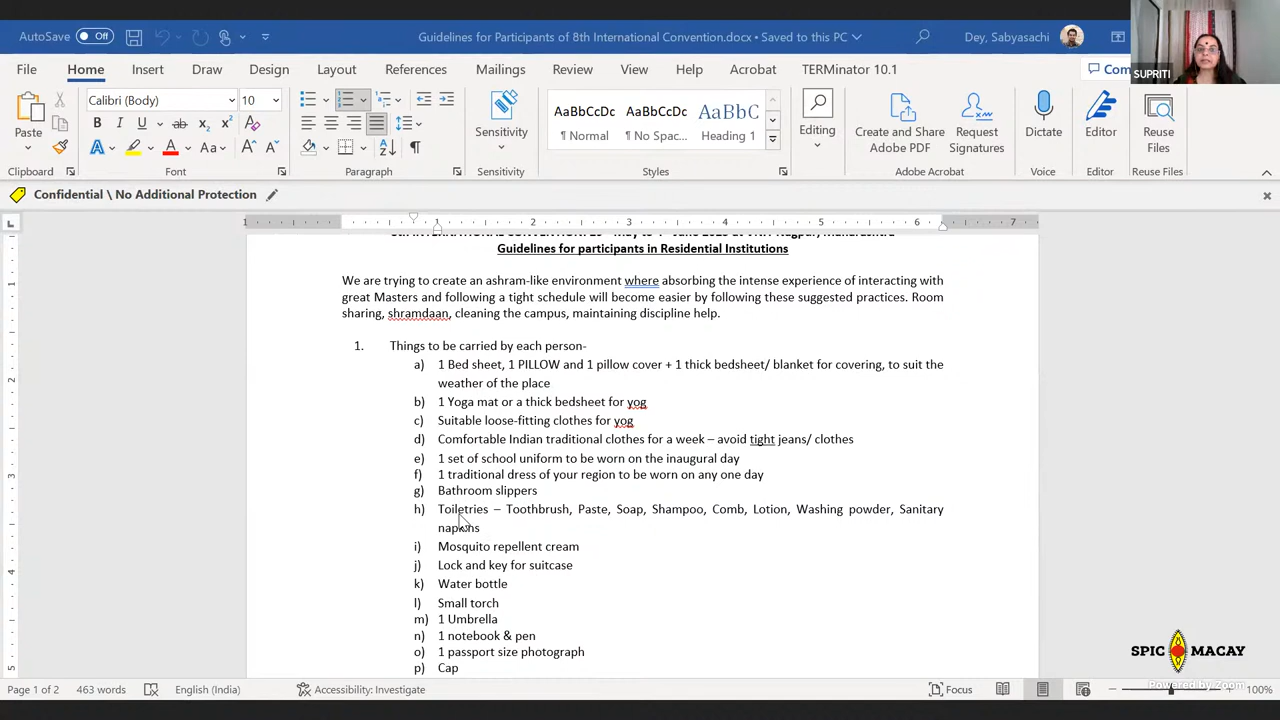 AutoSave Off Guidelines for Participants of 8th International Convention.docx • Saved to this PC Dey, Sabyasachi
SUPRITI
File Home Insert Draw Design Layout References Mailings Review View Help Acrobat TERMinator 10.1 Com
Calibri (Body) 10
AaBbCcDc AaBbCcDc AaBbC
¶ Normal ¶ No Spac... Heading 1
Paste Sensitivity Editing Create and Share Adobe PDF Request Signatures Dictate Editor Reuse Files
Clipboard Font Paragraph Sensitivity Styles Adobe Acrobat Voice Editor Reuse Files
Confidential \ No Additional Protection
1 1 2 3 4 5 6 7
Guidelines for participants in Residential Institutions
We are trying to create an ashram-like environment where absorbing the intense experience of interacting with
great Masters and following a tight schedule will become easier by following these suggested practices. Room
sharing, shramdaan, cleaning the campus, maintaining discipline help.
1. Things to be carried by each person-
a) 1 Bed sheet, 1 PILLOW and 1 pillow cover + 1 thick bedsheet/ blanket for covering, to suit the
weather of the place
b) 1 Yoga mat or a thick bedsheet for yog
c) Suitable loose-fitting clothes for yog
d) Comfortable Indian traditional clothes for a week – avoid tight jeans/ clothes
e) 1 set of school uniform to be worn on the inaugural day
f) 1 traditional dress of your region to be worn on any one day
g) Bathroom slippers
h) Toiletries – Toothbrush, Paste, Soap, Shampoo, Comb, Lotion, Washing powder, Sanitary
napkins
i) Mosquito repellent cream
j) Lock and key for suitcase
k) Water bottle
l) Small torch
m) 1 Umbrella
n) 1 notebook & pen
o) 1 passport size photograph
p) Cap
SPIC MACAY
Powered by Zoom
Page 1 of 2 463 words English (India) Accessibility: Investigate Focus 100%